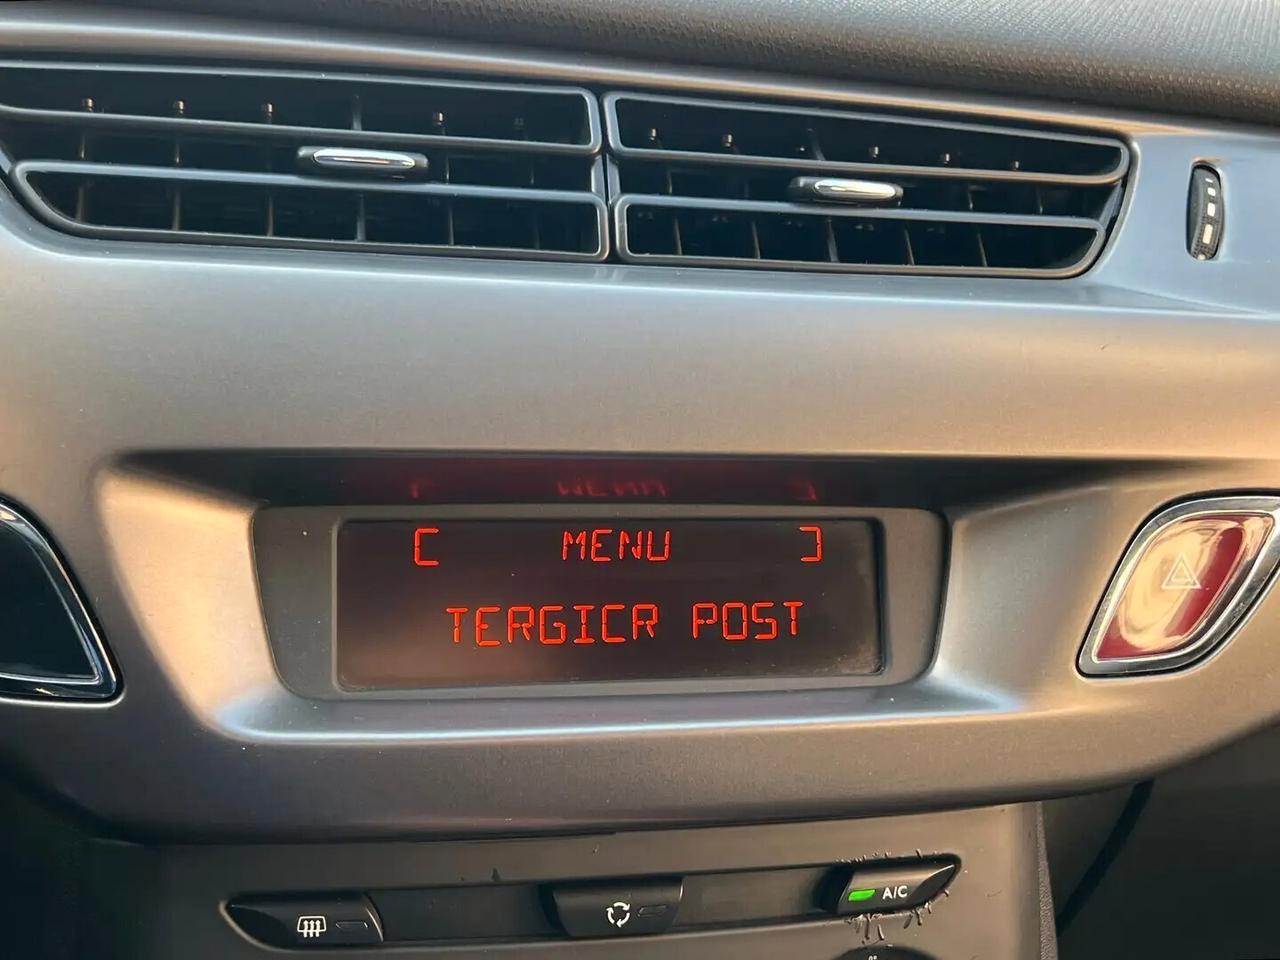 [ MENU ]
TERGICR POST
A/C